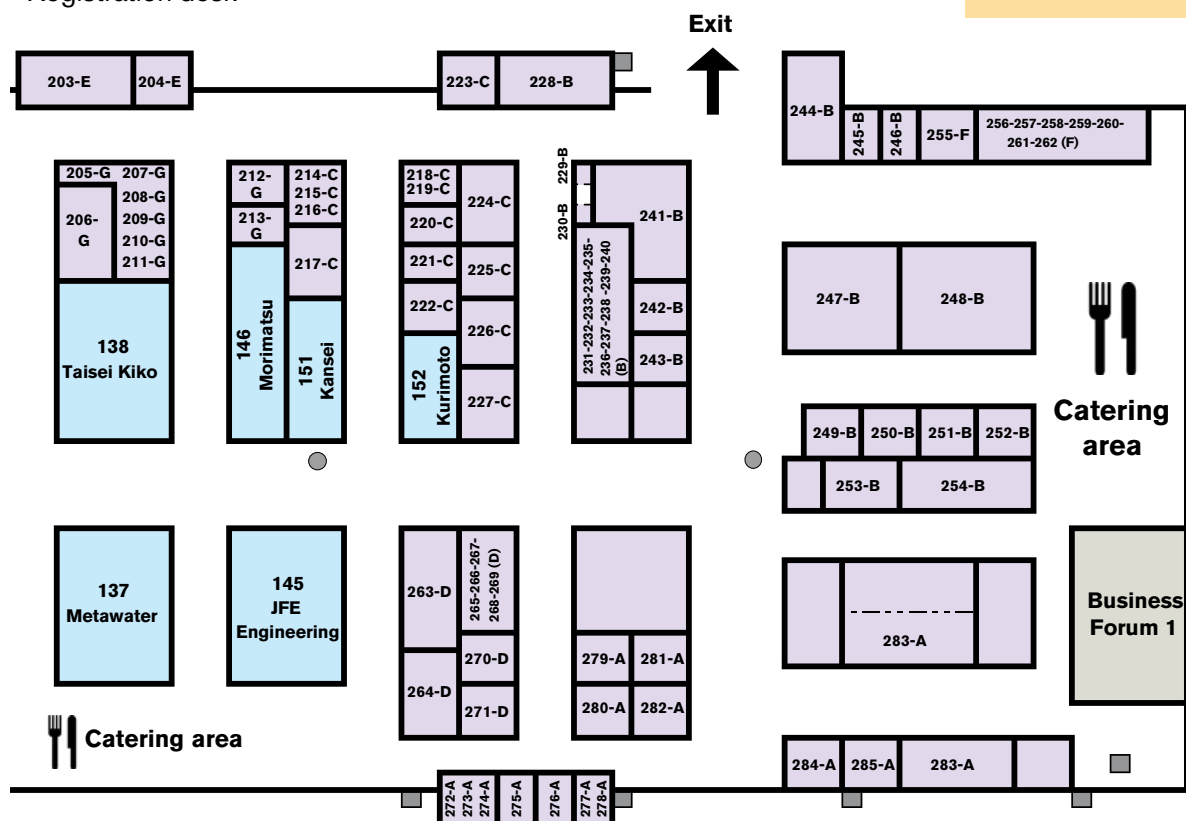 Registration desk
Exit
203-E
204-E
223-C
228-B
244-B
245-B
246-B
255-F
256-257-258-259-260-
261-262 (F)
205-G
207-G
206-
G
208-G
209-G
210-G
211-G
212-
G
213-
G
214-C
215-C
216-C
217-C
218-C
219-C
220-C
221-C
222-C
224-C
225-C
226-C
227-C
229-B
230-B
241-B
231-232-233-234-235-
236-237-238 -239-240
(B)
242-B
243-B
247-B
248-B
138
Taisei Kiko
146
Morimatsu
151
Kansei
152
Kurimoto
249-B
250-B
251-B
252-B
253-B
254-B
Catering
area
137
Metawater
145
JFE
Engineering
263-D
265-266-267-
268-269 (D)
264-D
270-D
271-D
279-A
281-A
280-A
282-A
283-A
Business
Forum 1
Catering area
272-A
273-A
274-A
275-A
276-A
277-A
278-A
284-A
285-A
283-A